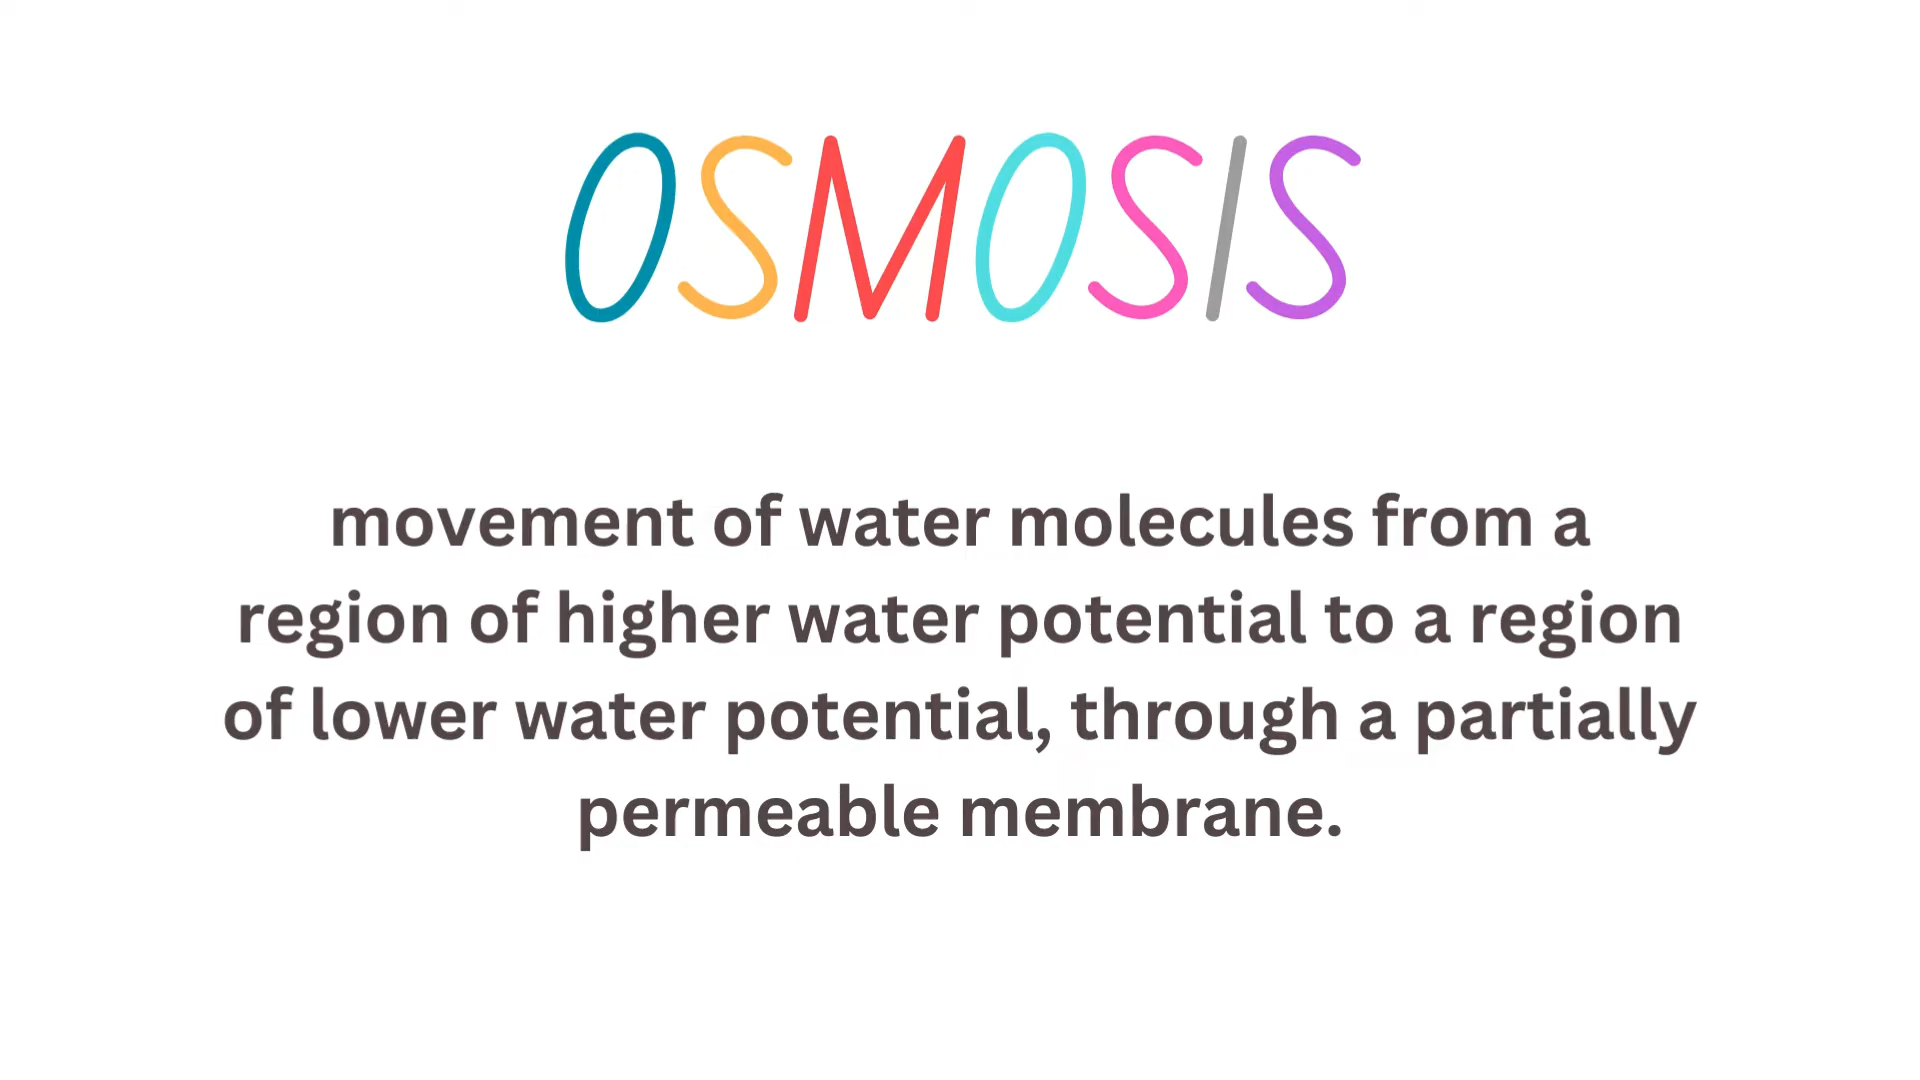 OSMOSIS
movement of water molecules from a
region of higher water potential to a region
of lower water potential, through a partially
permeable membrane.